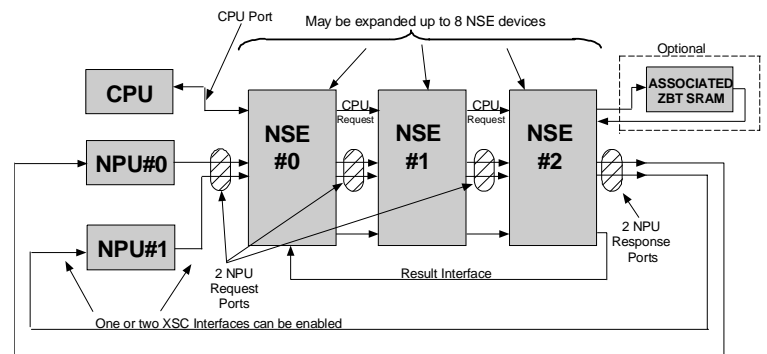 CPU Port
May be expanded up to 8 NSE devices
Optional
CPU
ASSOCIATED
ZBT SRAM
NSE
#0
CPU
Request
NSE
#1
CPU
Request
NSE
#2
NPU#0
NPU#1
2 NPU
Request
Ports
Result Interface
2 NPU
Response
Ports
One or two XSC Interfaces can be enabled